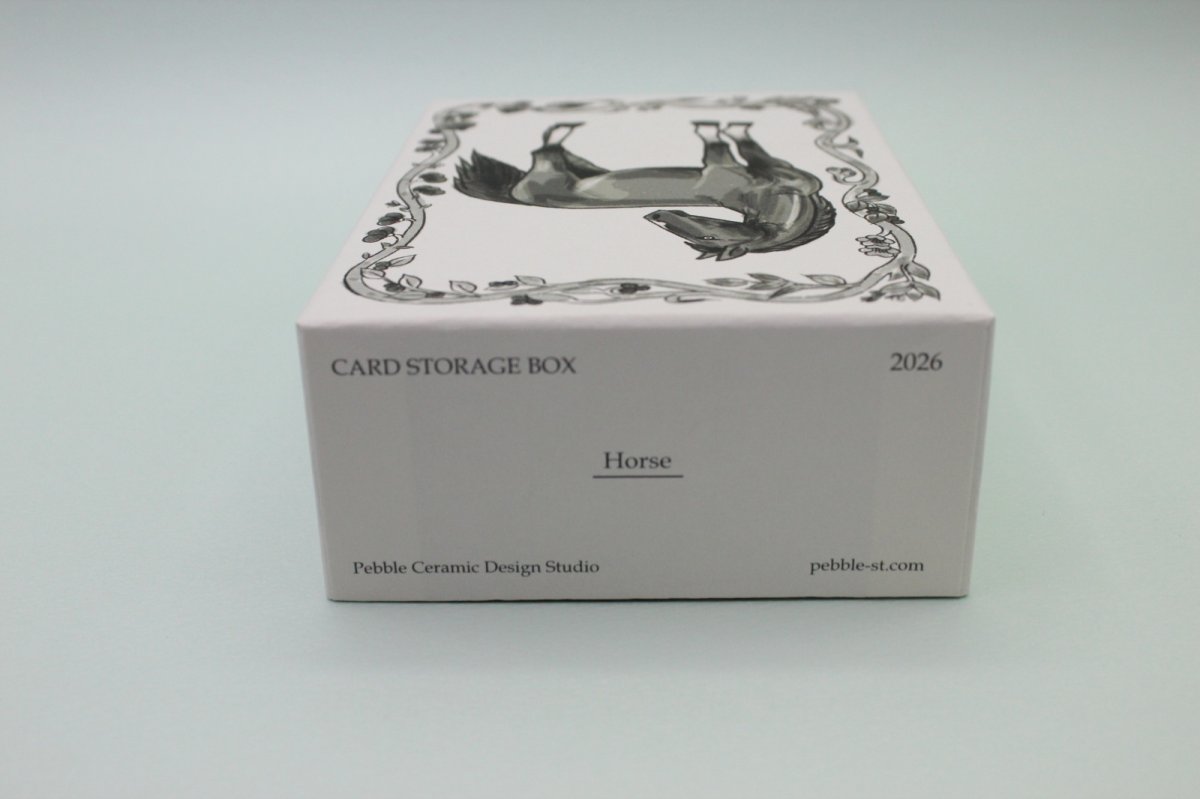 CARD STORAGE BOX 2026
Horse
Pebble Ceramic Design Studio pebble-st.com